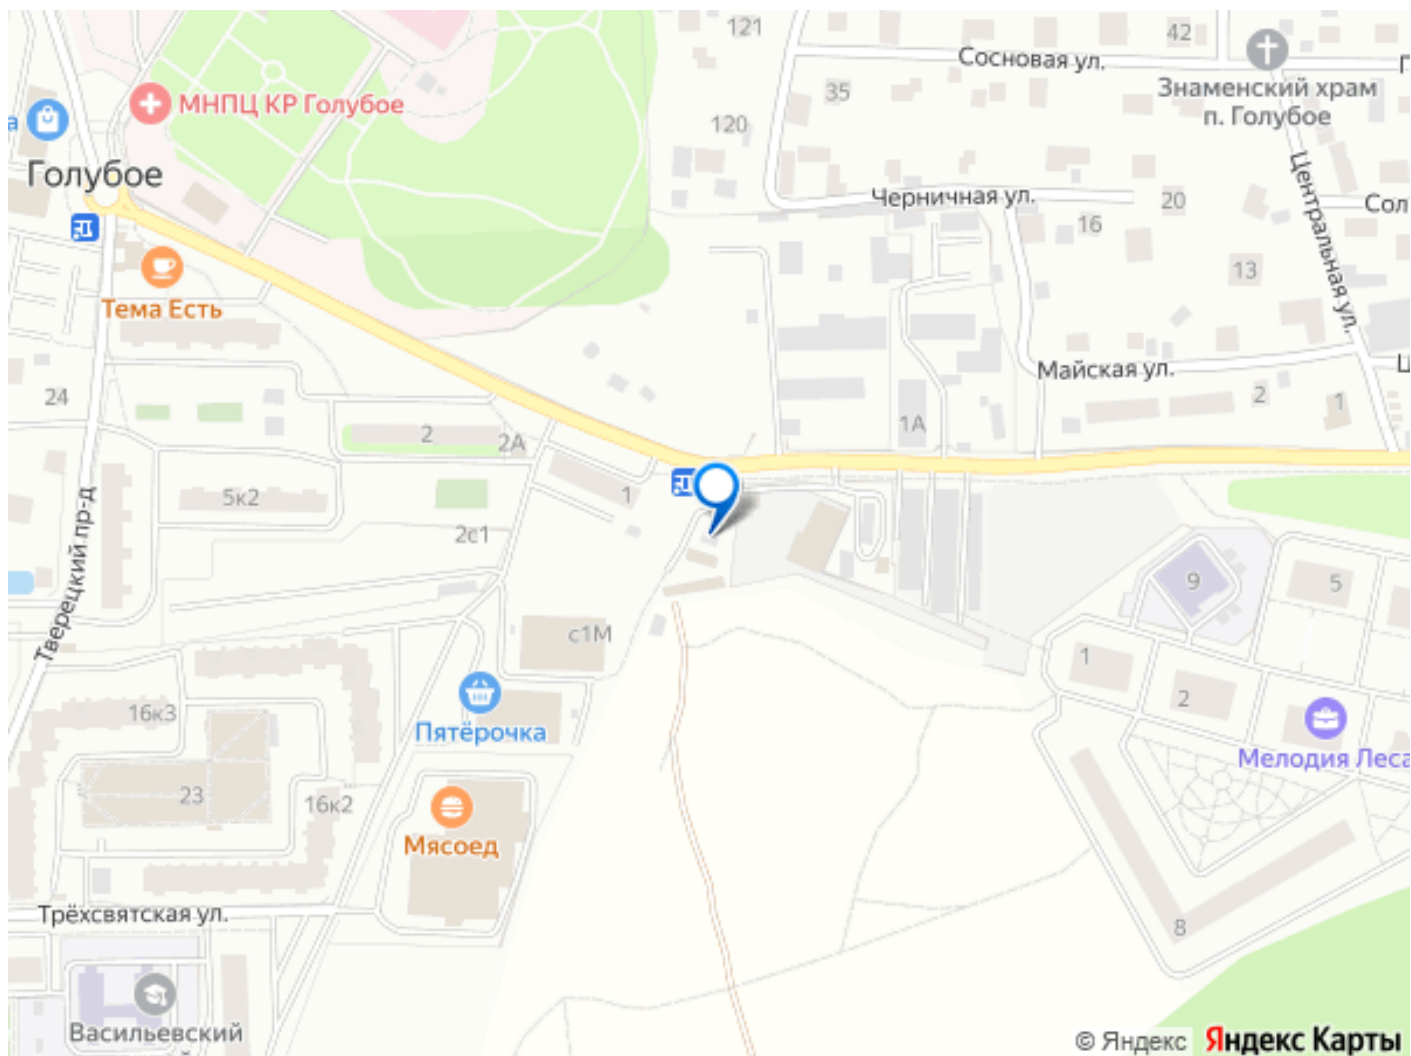 121
42
Сосновая ул.
Знаменский храм
п. Голубое
35
МНПЦ КР Голубое
120
Голубое
Центральная ул.
Черничная ул.
20
Сол
16
13
Тема Есть
Майская ул.
Ц
24
2
1
2
2А
1А
5к2
1
2с1
Тверецкий пр-д
9
5
с1М
1
2
16к3
Пятёрочка
Мелодия Леса
23
16к2
Мясоед
Трёхсвятская ул.
8
Васильевский
© Яндекс Яндекс Карты